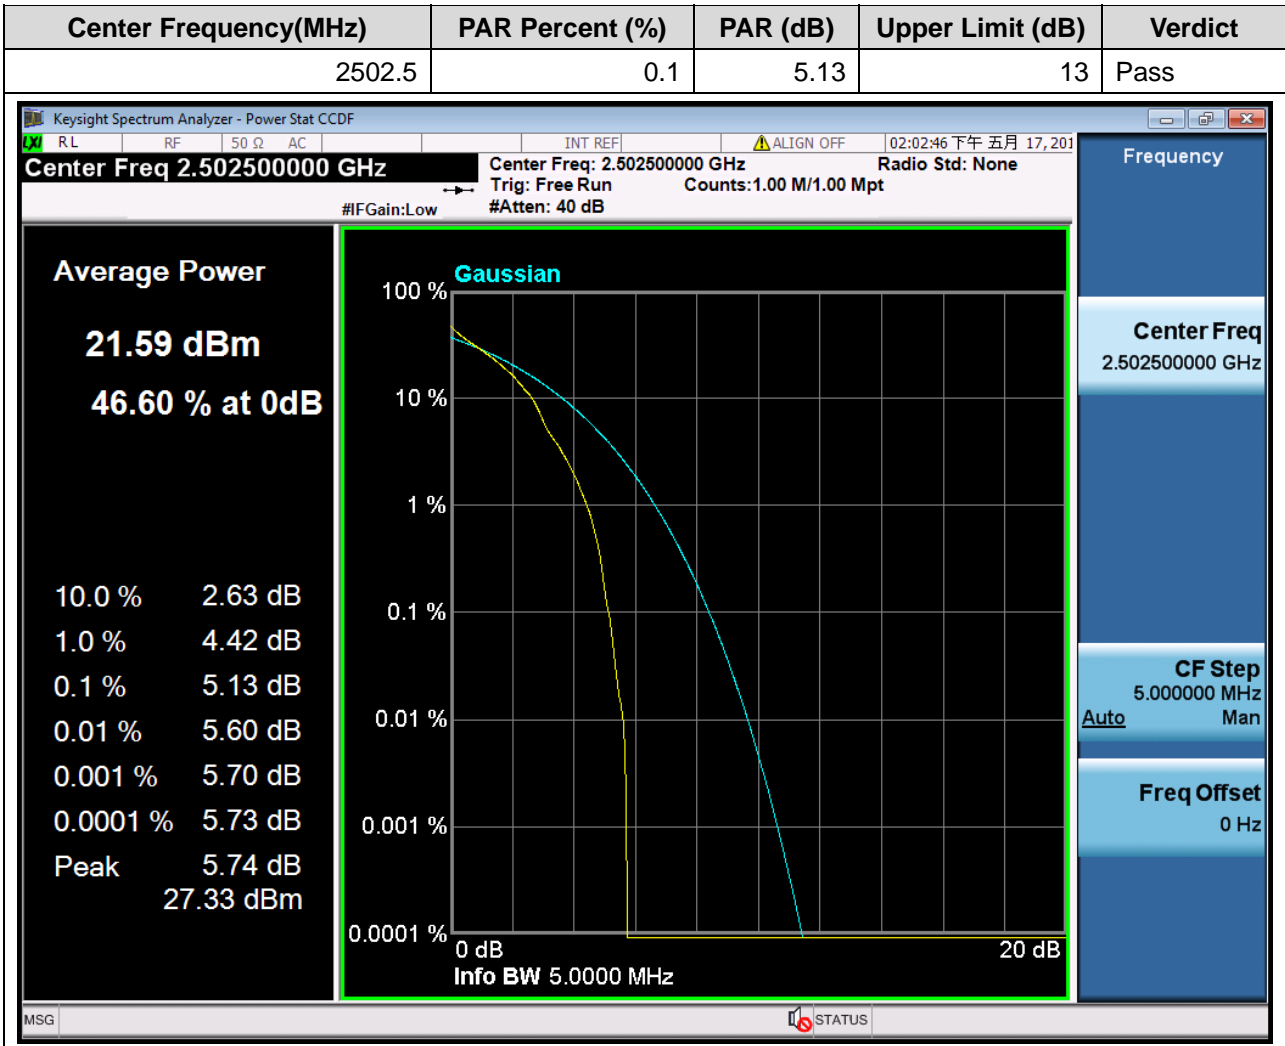 Center Frequency(MHz) PAR Percent (%) PAR (dB) Upper Limit (dB) Verdict
2502.5 0.1 5.13 13 Pass
Keysight Spectrum Analyzer - Power Stat CCDF
LXI RL RF 50 Ω AC INT REF ALIGN OFF 02:02:46 下午 五月 17, 201
Center Freq 2.502500000 GHz
Center Freq: 2.502500000 GHz Radio Std: None
Trig: Free Run Counts:1.00 M/1.00 Mpt
#IFGain:Low #Atten: 40 dB
Average Power
21.59 dBm
46.60 % at 0dB
10.0 % 2.63 dB
1.0 % 4.42 dB
0.1 % 5.13 dB
0.01 % 5.60 dB
0.001 % 5.70 dB
0.0001 % 5.73 dB
Peak 5.74 dB
27.33 dBm
Gaussian
100 %
10 %
1 %
0.1 %
0.01 %
0.001 %
0.0001 %
0 dB 20 dB
Info BW 5.0000 MHz
Frequency
Center Freq
2.502500000 GHz
CF Step
5.000000 MHz
Auto Man
Freq Offset
0 Hz
MSG STATUS